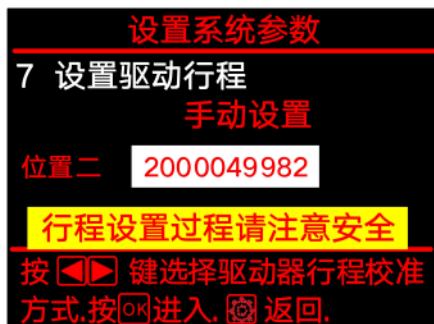 设置系统参数
7 设置驱动行程
手动设置
位置二 2000049982
行程设置过程请注意安全
按◀▶键选择驱动器行程校准
方式.按OK进入. 返回.